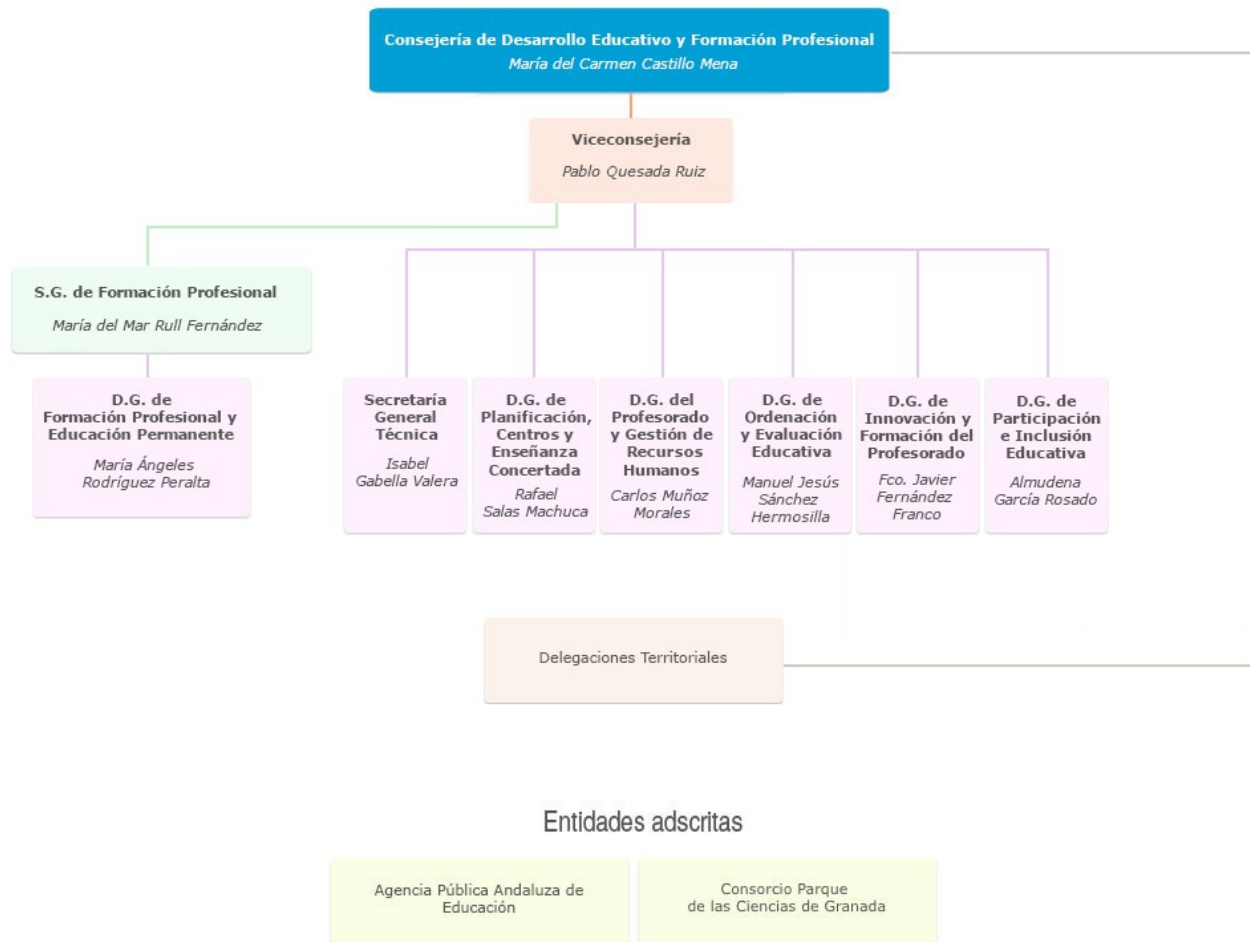 Consejería de Desarrollo Educativo y Formación Profesional
María del Carmen Castillo Mena
Viceconsejería
Pablo Quesada Ruiz
S.G. de Formación Profesional
María del Mar Rull Fernández
D.G. de
Formación Profesional y
Educación Permanente
María Ángeles
Rodríguez Peralta
Secretaría
General
Técnica
Isabel
Gabella Valera
D.G. de
Planificación,
Centros y
Enseñanza
Concertada
Rafael
Salas Machuca
D.G. del
Profesorado
y Gestión de
Recursos
Humanos
Carlos Muñoz
Morales
D.G. de
Ordenación
y Evaluación
Educativa
Manuel Jesús
Sánchez
Hermosilla
D.G. de
Innovación y
Formación del
Profesorado
Fco. Javier
Fernández
Franco
D.G. de
Participación
e Inclusión
Educativa
Almudena
García Rosado
Delegaciones Territoriales
Entidades adscritas
Agencia Pública Andaluza de
Educación
Consorcio Parque
de las Ciencias de Granada